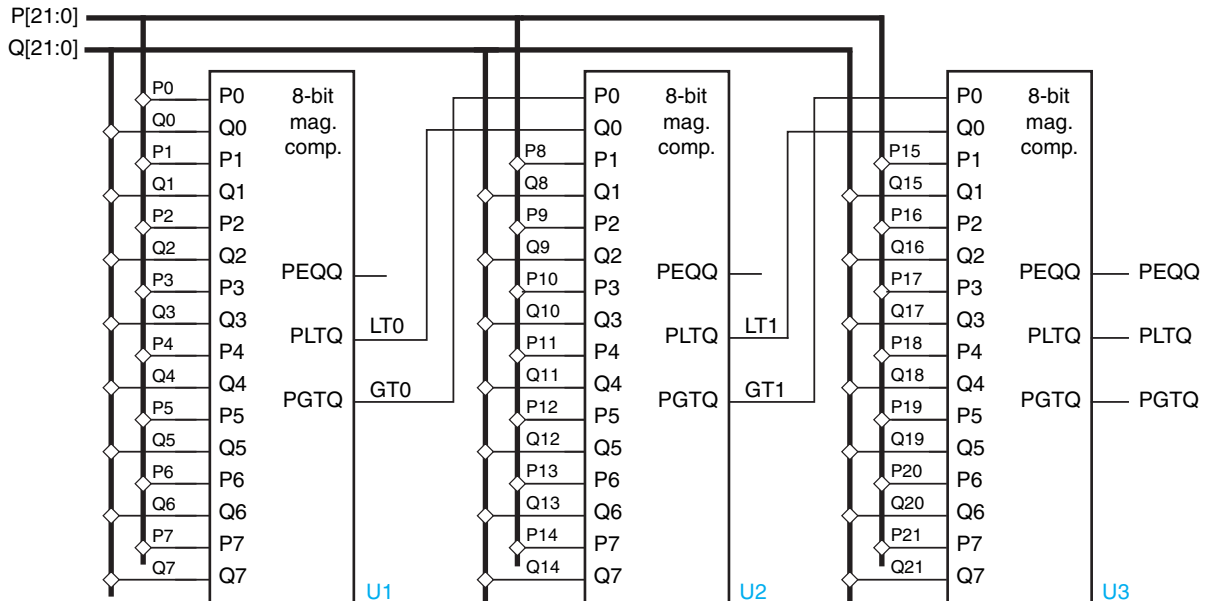 P[21:0]
Q[21:0]
P0
Q0
P1
Q1
P2
Q2
P3
Q3
P4
Q4
P5
Q5
P6
Q6
P7
Q7
P0
Q0
P1
Q1
P2
Q2
P3
Q3
P4
Q4
P5
Q5
P6
Q6
P7
Q7
8-bit
mag.
comp.
PEQQ
PLTQ
PGTQ
U1
LT0
GT0
P8
Q8
P9
Q9
P10
Q10
P11
Q11
P12
Q12
P13
Q13
P14
Q14
P0
Q0
P1
Q1
P2
Q2
P3
Q3
P4
Q4
P5
Q5
P6
Q6
P7
Q7
8-bit
mag.
comp.
PEQQ
PLTQ
PGTQ
U2
LT1
GT1
P15
Q15
P16
Q16
P17
Q17
P18
Q18
P19
Q19
P20
Q20
P21
Q21
P0
Q0
P1
Q1
P2
Q2
P3
Q3
P4
Q4
P5
Q5
P6
Q6
P7
Q7
8-bit
mag.
comp.
PEQQ
PLTQ
PGTQ
U3
PEQQ
PLTQ
PGTQ